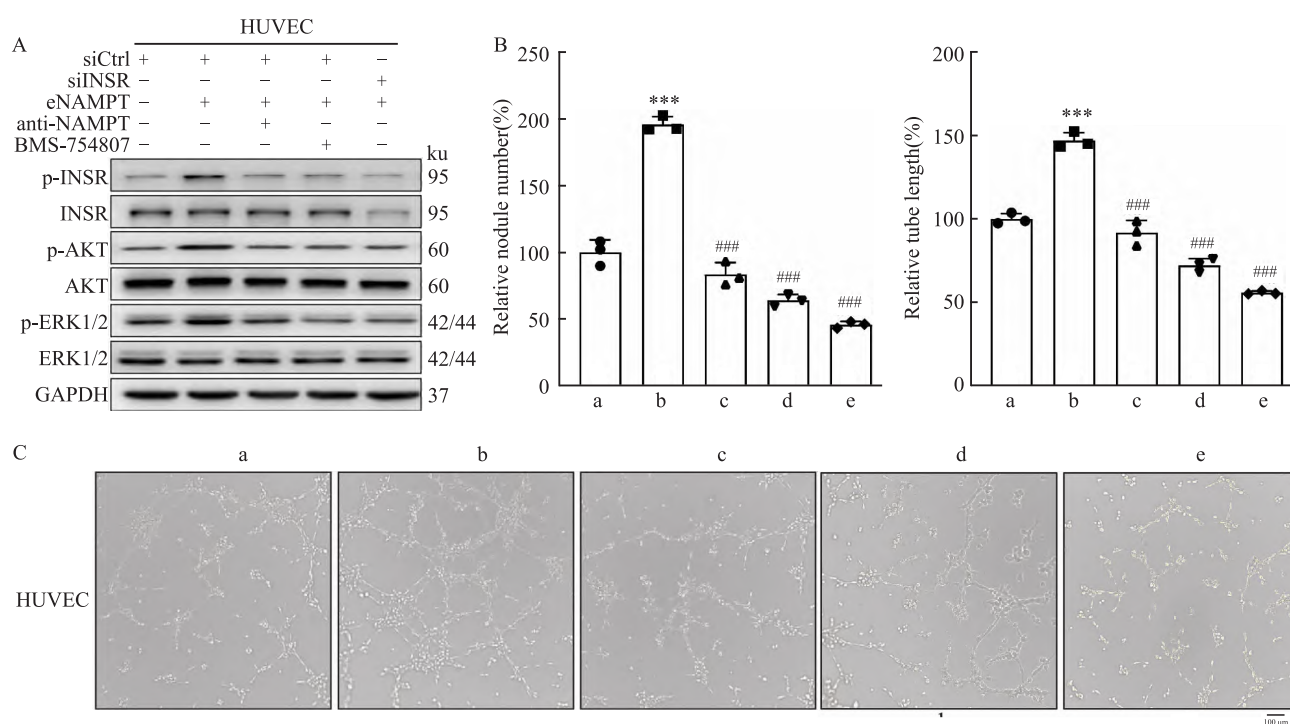 HUVEC
A
siCtrl + + + + −
siINSR − − − − +
eNAMPT − + + + +
anti-NAMPT − − + − −
BMS-754807 − − − + −
ku
p-INSR 95
INSR 95
p-AKT 60
AKT 60
p-ERK1/2 42/44
ERK1/2 42/44
GAPDH 37
B
Relative nodule number(%)
250
200
150
100
50
0
***
###
###
###
a b c d e
Relative tube length(%)
200
150
100
50
0
***
###
###
###
a b c d e
C
a b c d e
HUVEC
100 μm